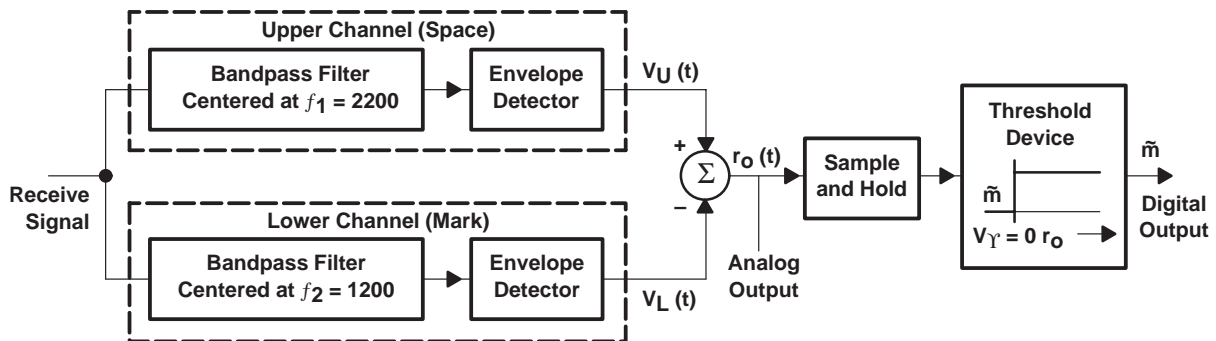 Upper Channel (Space)
Bandpass Filter
Centered at f1 = 2200
Envelope
Detector
VU (t)
Receive
Signal
+
Σ
−
ro (t)
Analog
Output
Sample
and Hold
Threshold
Device
m̃
Vϒ = 0 ro
m̃
Digital
Output
Lower Channel (Mark)
Bandpass Filter
Centered at f2 = 1200
Envelope
Detector
VL (t)